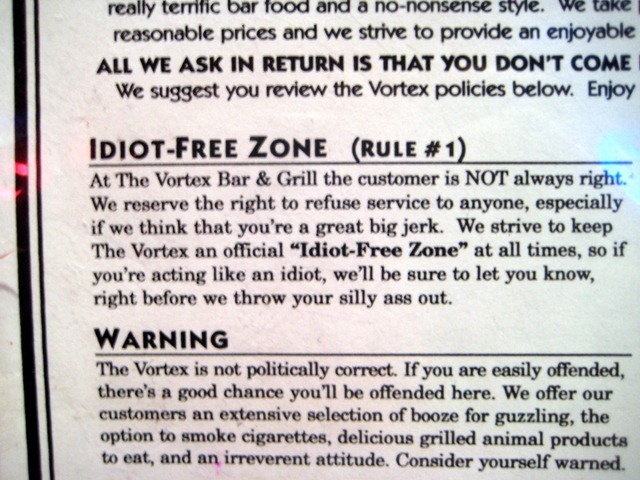 really terrific bar food and a no-nonsense style. We take
reasonable prices and we strive to provide an enjoyable
ALL WE ASK IN RETURN IS THAT YOU DON'T COME
We suggest you review the Vortex policies below. Enjoy
IDIOT-FREE ZONE (RULE #1)
At The Vortex Bar & Grill the customer is NOT always right.
We reserve the right to refuse service to anyone, especially
if we think that you're a great big jerk. We strive to keep
The Vortex an official "Idiot-Free Zone" at all times, so if
you're acting like an idiot, we'll be sure to let you know,
right before we throw your silly ass out.
WARNING
The Vortex is not politically correct. If you are easily offended,
there's a good chance you'll be offended here. We offer our
customers an extensive selection of booze for guzzling, the
option to smoke cigarettes, delicious grilled animal products
to eat, and an irreverent attitude. Consider yourself warned.